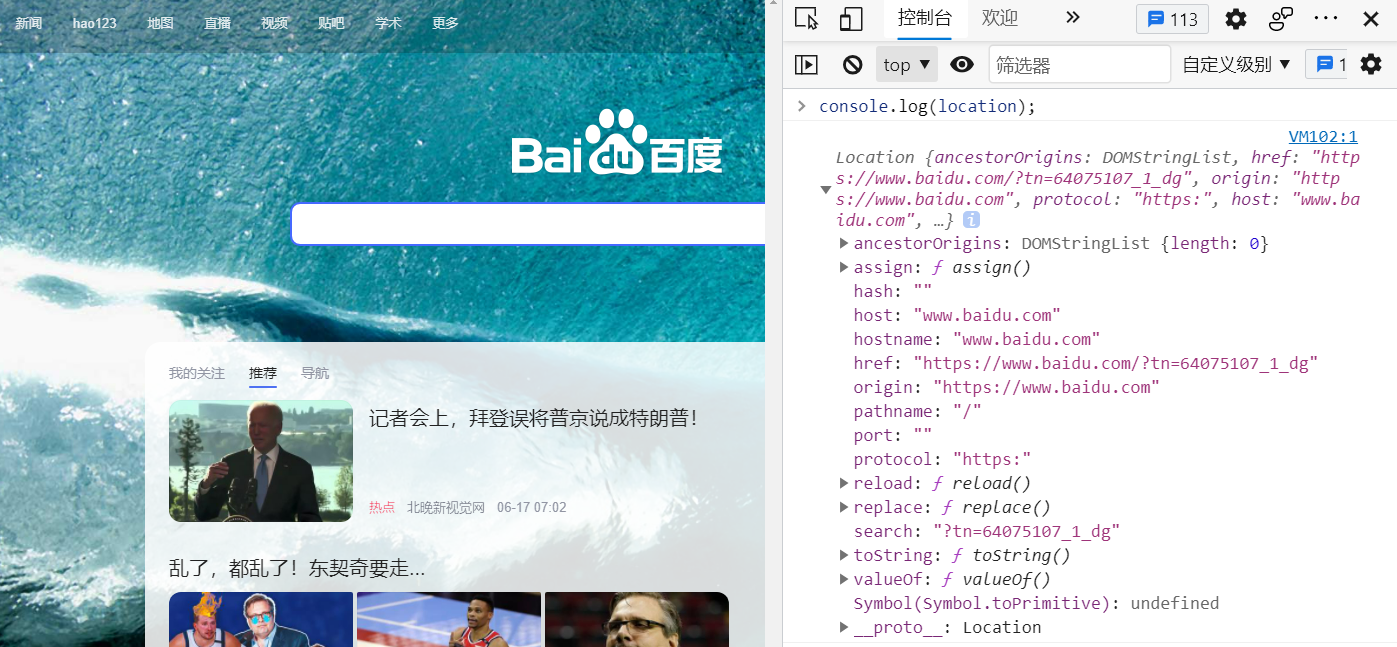 新闻 hao123 地图 直播 视频 贴吧 学术 更多
Bai du 百度
我的关注 推荐 导航
记者会上，拜登误将普京说成特朗普！
热点 北晚新视觉网 06-17 07:02
乱了，都乱了！东契奇要走...
控制台 欢迎 » 113
top ▼ 筛选器 自定义级别 ▼ 1
> console.log(location);
VM102:1
Location {ancestorOrigins: DOMStringList, href: "http
s://www.baidu.com/?tn=64075107_1_dg", origin: "http
s://www.baidu.com", protocol: "https:", host: "www.ba
idu.com", …} i
ancestorOrigins: DOMStringList {length: 0}
assign: ƒ assign()
hash: ""
host: "www.baidu.com"
hostname: "www.baidu.com"
href: "https://www.baidu.com/?tn=64075107_1_dg"
origin: "https://www.baidu.com"
pathname: "/"
port: ""
protocol: "https:"
reload: ƒ reload()
replace: ƒ replace()
search: "?tn=64075107_1_dg"
toString: ƒ toString()
valueOf: ƒ valueOf()
Symbol(Symbol.toPrimitive): undefined
__proto__: Location